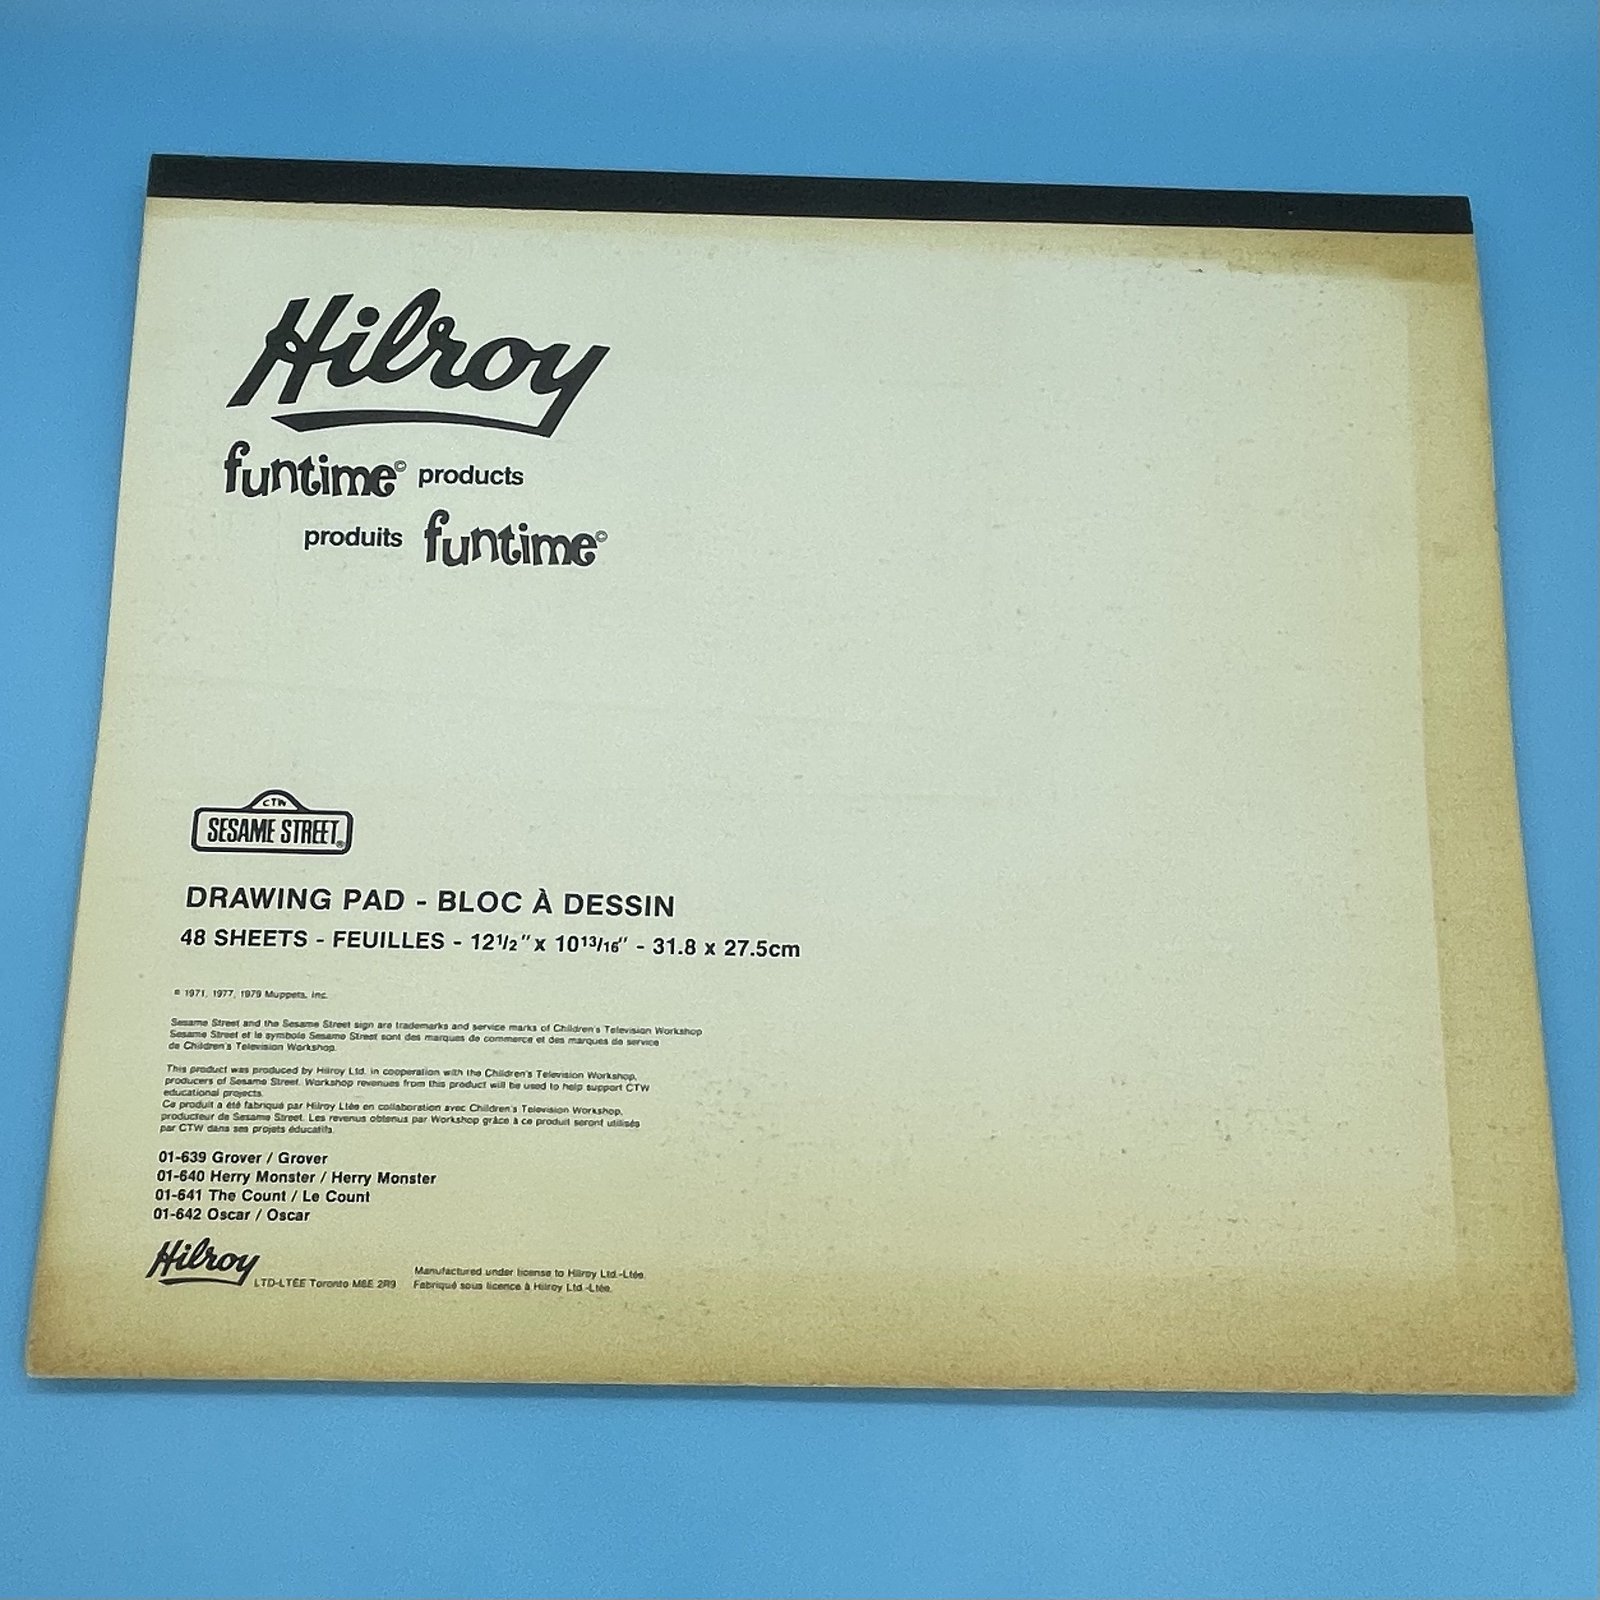 Hilroy
funtime© products
produits funtime©
CTW
SESAME STREET®
DRAWING PAD - BLOC À DESSIN
48 SHEETS - FEUILLES - 12 1/2" x 10 13/16" - 31.8 x 27.5cm
© 1971, 1977, 1979 Muppets, Inc.
Sesame Street and the Sesame Street sign are trademarks and service marks of Children's Television Workshop
Sesame Street et le symbole Sesame Street sont des marques de commerce et des marques de service
de Children's Television Workshop.
This product was produced by Hilroy Ltd. in cooperation with the Children's Television Workshop,
producers of Sesame Street. Workshop revenues from this product will be used to help support CTW
educational projects.
Ce produit a été fabriqué par Hilroy Ltée en collaboration avec Children's Television Workshop,
producteur de Sesame Street. Les revenus obtenus par Workshop grâce à ce produit seront utilisés
par CTW dans ses projets éducatifs.
01-639 Grover / Grover
01-640 Herry Monster / Herry Monster
01-641 The Count / Le Count
01-642 Oscar / Oscar
Hilroy LTD-LTÉE Toronto M8E 2R9
Manufactured under license to Hilroy Ltd.-Ltée.
Fabriqué sous licence à Hilroy Ltd.-Ltée.